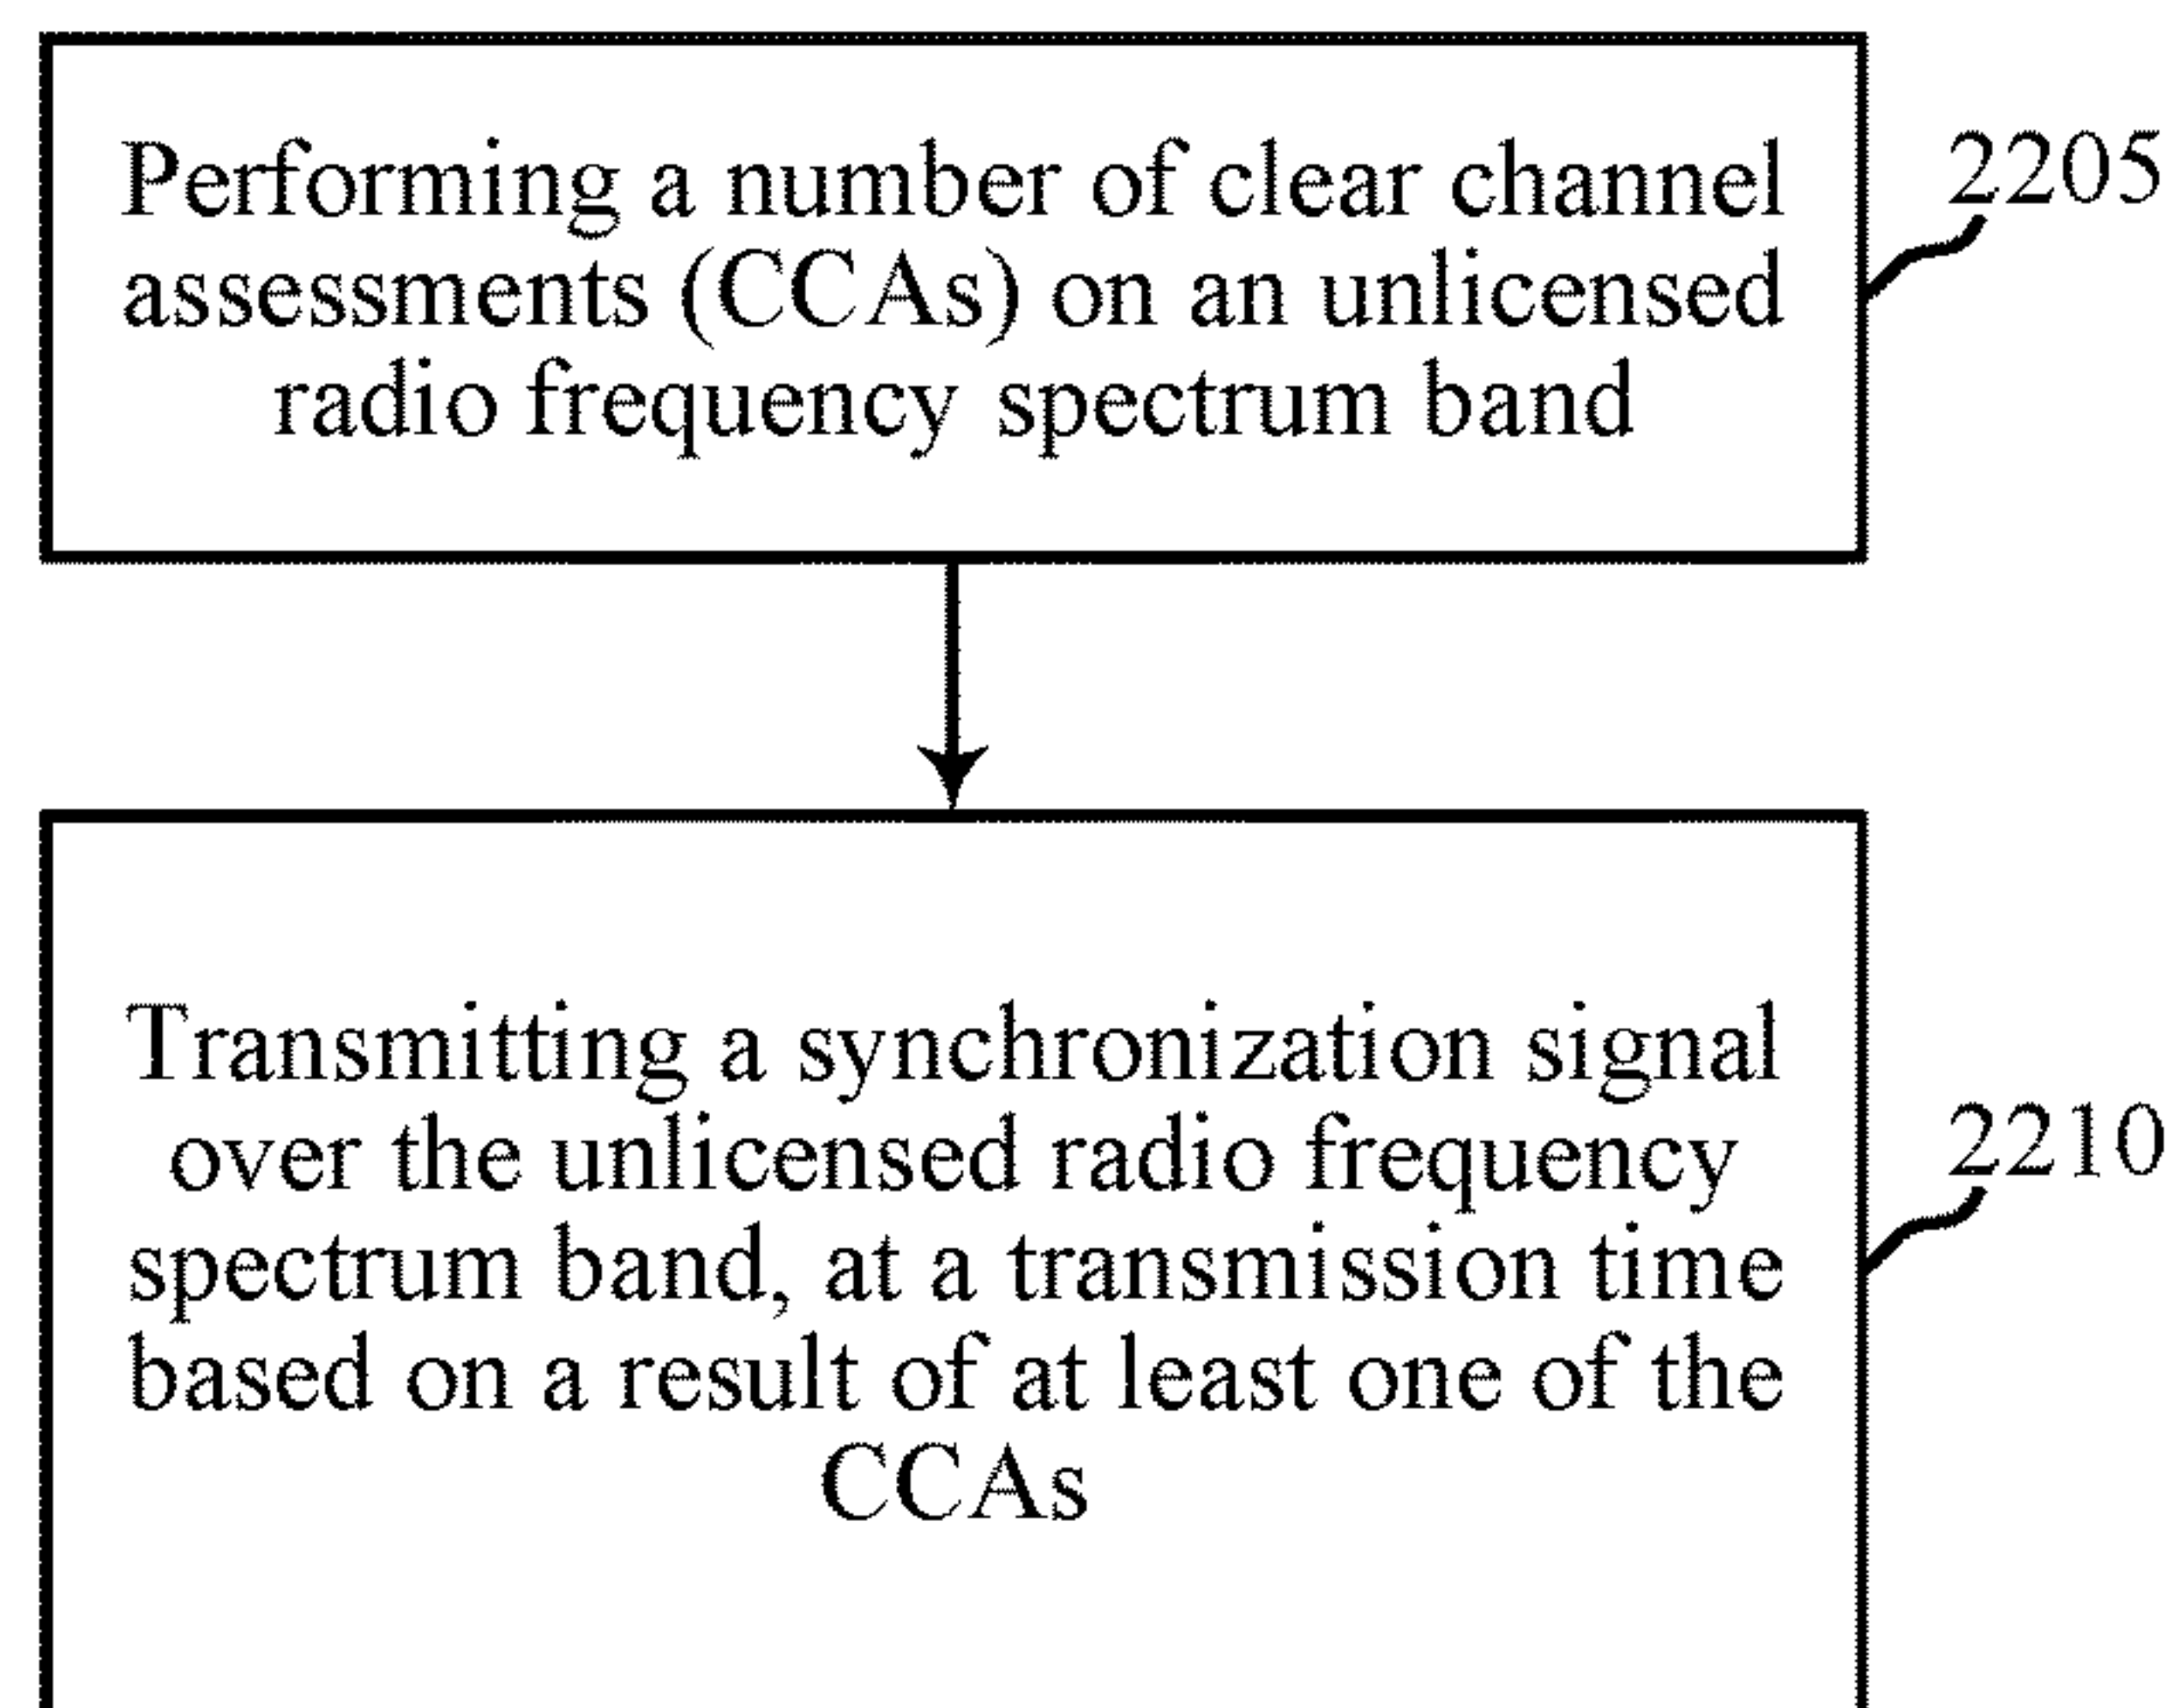 Performing a number of clear channel
assessments (CCAs) on an unlicensed
radio frequency spectrum band
2205
Transmitting a synchronization signal
over the unlicensed radio frequency
spectrum band, at a transmission time
based on a result of at least one of the
CCAs
2210